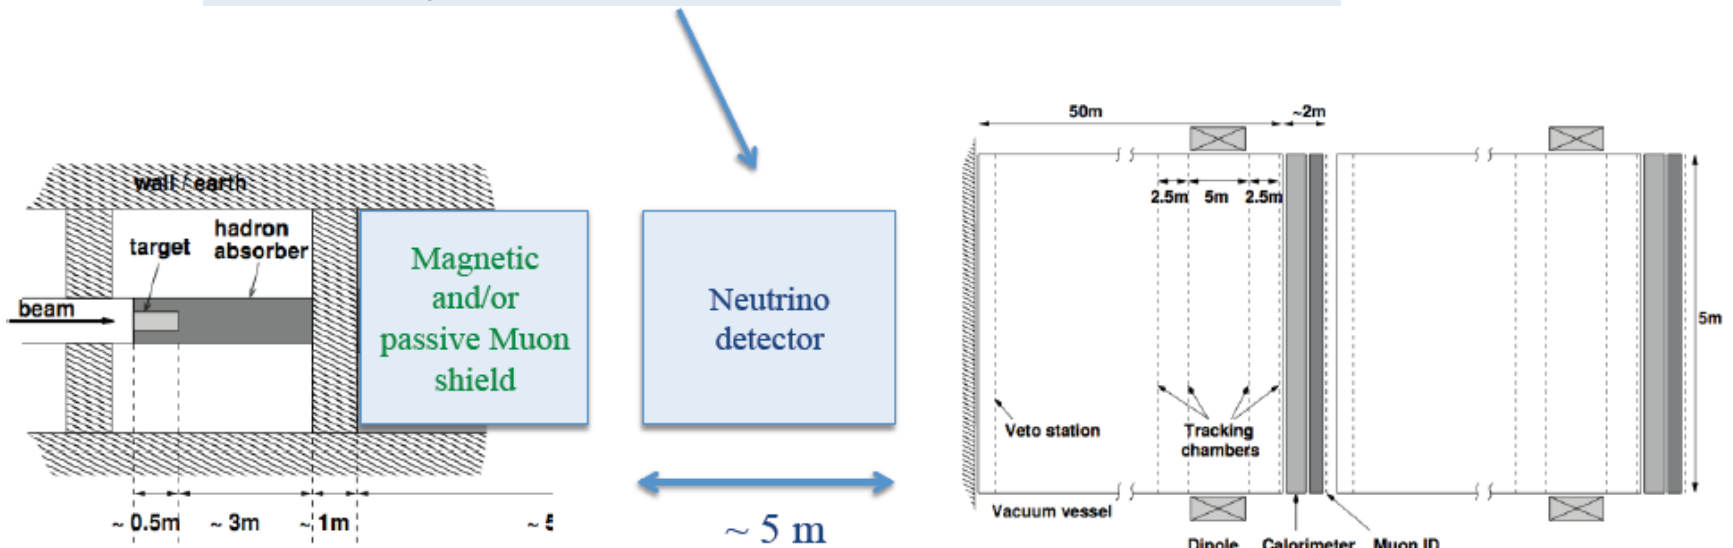 50m
~2m
wall / earth
2.5m
5m
2.5m
target
hadron
absorber
beam
Magnetic
and/or
passive Muon
shield
Neutrino
detector
5m
Veto station
Tracking
chambers
Vacuum vessel
~ 0.5m
~ 3m
~ 1m
~ 5
~ 5 m
Dipole
Calorimeter
Muon ID